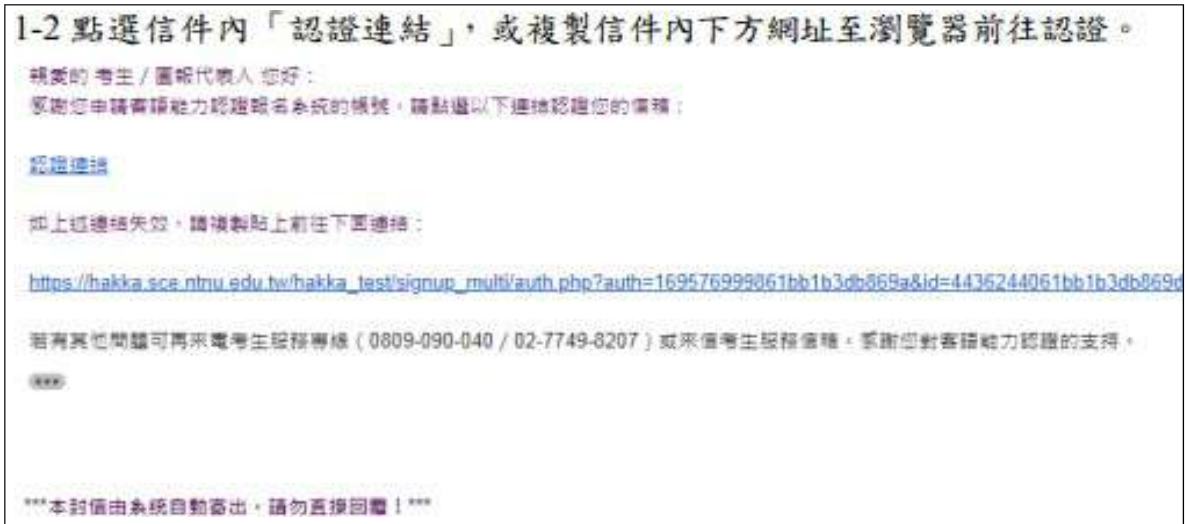 1-2 點選信件內「認證連結」，或複製信件內下方網址至瀏覽器前往認證。
親愛的 考生 / 團報代表人 您好：
感謝您申請客語能力認證報名系統的帳號，請點選以下連結認證您的信箱：
認證連結
如上述連結失效，請複製貼上前往下面連結：
https://hakka.sce.ntnu.edu.tw/hakka_test/signup_multi/auth.php?auth=169576999861bb1b3db869a&id=4436244061bb1b3db869d
若有其他問題可再來電考生服務專線（0809-090-040 / 02-7749-8207）或來信考生服務信箱，感謝您對客語能力認證的支持。
***本封信由系統自動寄出，請勿直接回覆！***